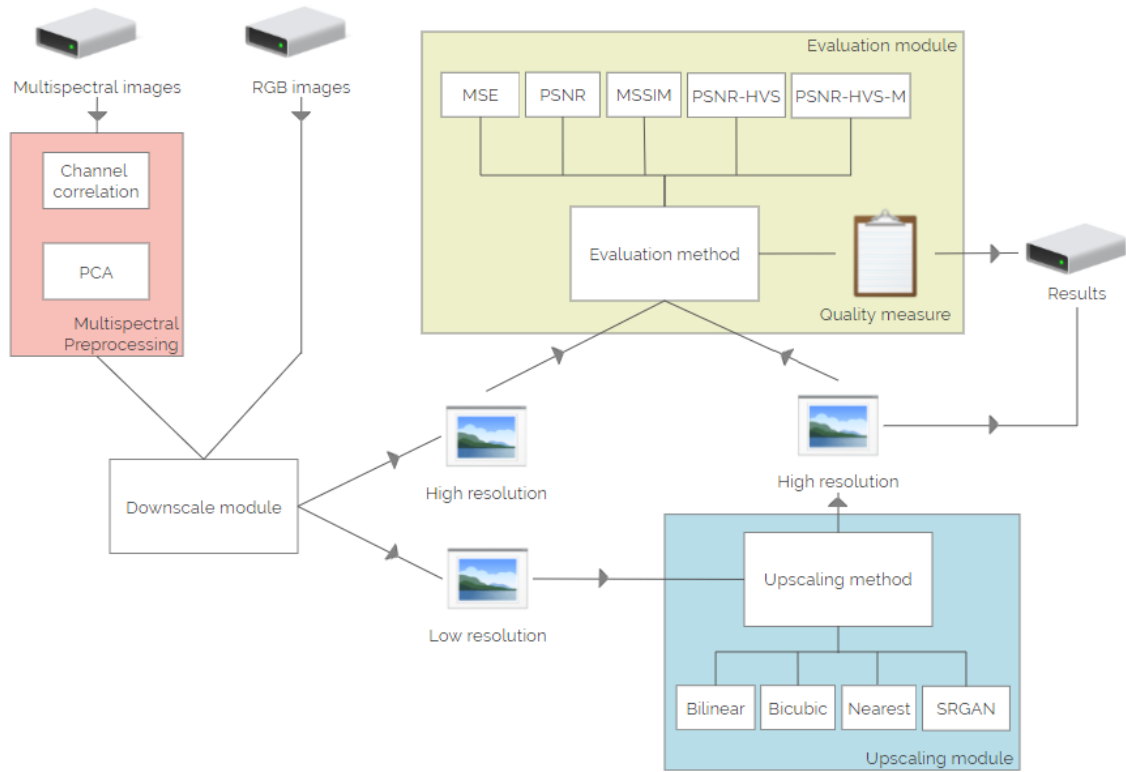 Multispectral images
RGB images
Channel
correlation
PCA
Multispectral
Preprocessing
Downscale module
Evaluation module
MSE
PSNR
MSSIM
PSNR-HVS
PSNR-HVS-M
Evaluation method
Quality measure
Results
High resolution
High resolution
Low resolution
Upscaling method
Bilinear
Bicubic
Nearest
SRGAN
Upscaling module